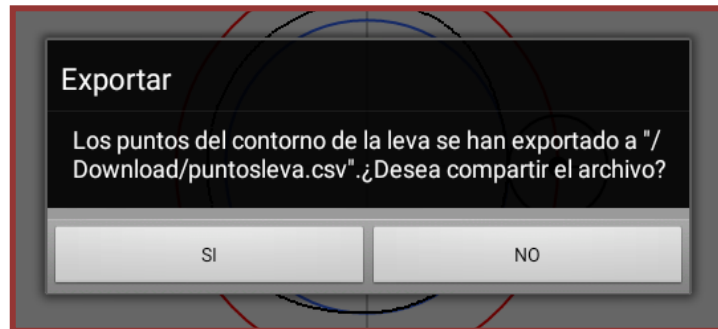 Exportar
Los puntos del contorno de la leva se han exportado a "/
Download/puntosleva.csv".¿Desea compartir el archivo?
SI
NO